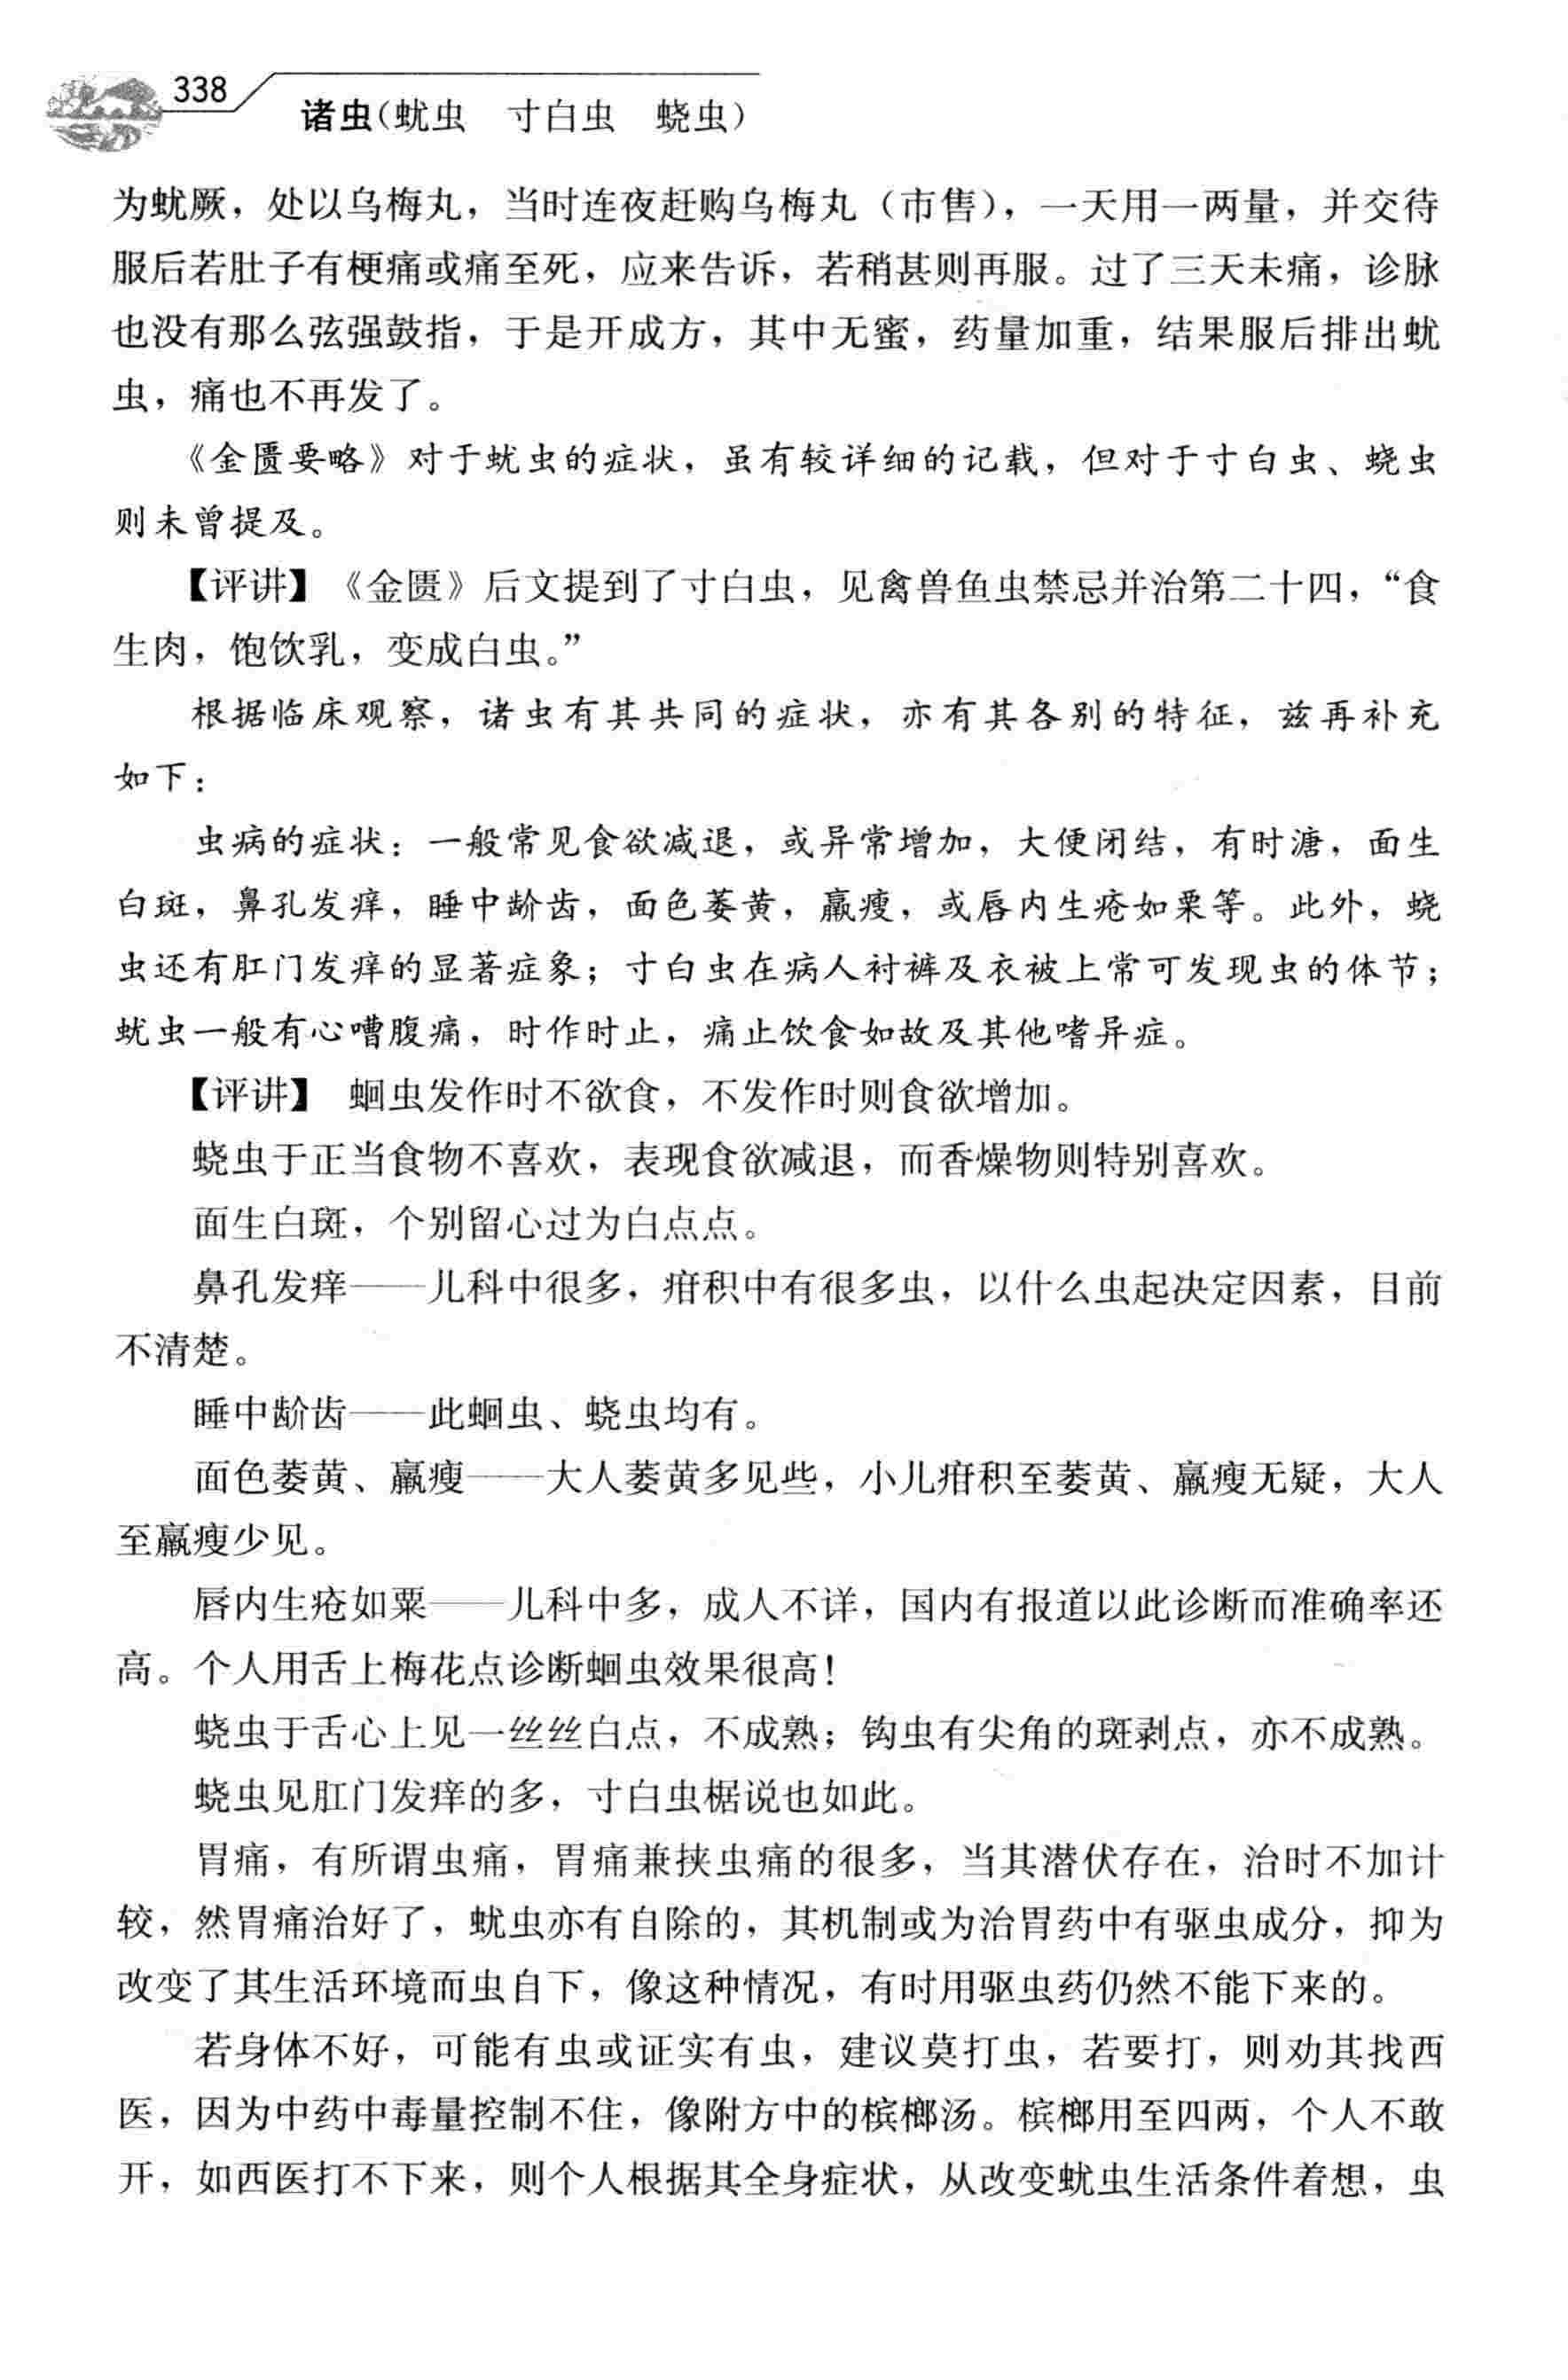 338
诸虫(蚘虫　寸白虫　蛲虫)
为蚘厥，处以乌梅丸，当时连夜赶购乌梅丸（市售），一天用一两量，并交待
服后若肚子有梗痛或痛至死，应来告诉，若稍甚则再服。过了三天未痛，诊脉
也没有那么弦强鼓指，于是开成方，其中无蜜，药量加重，结果服后排出蚘
虫，痛也不再发了。
《金匮要略》对于蚘虫的症状，虽有较详细的记载，但对于寸白虫、蛲虫
则未曾提及。
【评讲】《金匮》后文提到了寸白虫，见禽兽鱼虫禁忌并治第二十四，“食
生肉，饱饮乳，变成白虫。”
根据临床观察，诸虫有其共同的症状，亦有其各别的特征，兹再补充
如下：
虫病的症状：一般常见食欲减退，或异常增加，大便闭结，有时溏，面生
白斑，鼻孔发痒，睡中龂齿，面色萎黄，羸瘦，或唇内生疮如粟等。此外，蛲
虫还有肛门发痒的显著症象；寸白虫在病人衬裤及衣被上常可发现虫的体节；
蚘虫一般有心嘈腹痛，时作时止，痛止饮食如故及其他嗜异症。
【评讲】 蛔虫发作时不欲食，不发作时则食欲增加。
蛲虫于正当食物不喜欢，表现食欲减退，而香燥物则特别喜欢。
面生白斑，个别留心过为白点点。
鼻孔发痒——儿科中很多，疳积中有很多虫，以什么虫起决定因素，目前
不清楚。
睡中龂齿——此蛔虫、蛲虫均有。
面色萎黄、羸瘦——大人萎黄多见些，小儿疳积至萎黄、羸瘦无疑，大人
至羸瘦少见。
唇内生疮如粟——儿科中多，成人不详，国内有报道以此诊断而准确率还
高。个人用舌上梅花点诊断蛔虫效果很高！
蛲虫于舌心上见一丝丝白点，不成熟；钩虫有尖角的斑剥点，亦不成熟。
蛲虫见肛门发痒的多，寸白虫椐说也如此。
胃痛，有所谓虫痛，胃痛兼挟虫痛的很多，当其潜伏存在，治时不加计
较，然胃痛治好了，蚘虫亦有自除的，其机制或为治胃药中有驱虫成分，抑为
改变了其生活环境而虫自下，像这种情况，有时用驱虫药仍然不能下来的。
若身体不好，可能有虫或证实有虫，建议莫打虫，若要打，则劝其找西
医，因为中药中毒量控制不住，像附方中的槟榔汤。槟榔用至四两，个人不敢
开，如西医打不下来，则个人根据其全身症状，从改变蚘虫生活条件着想，虫